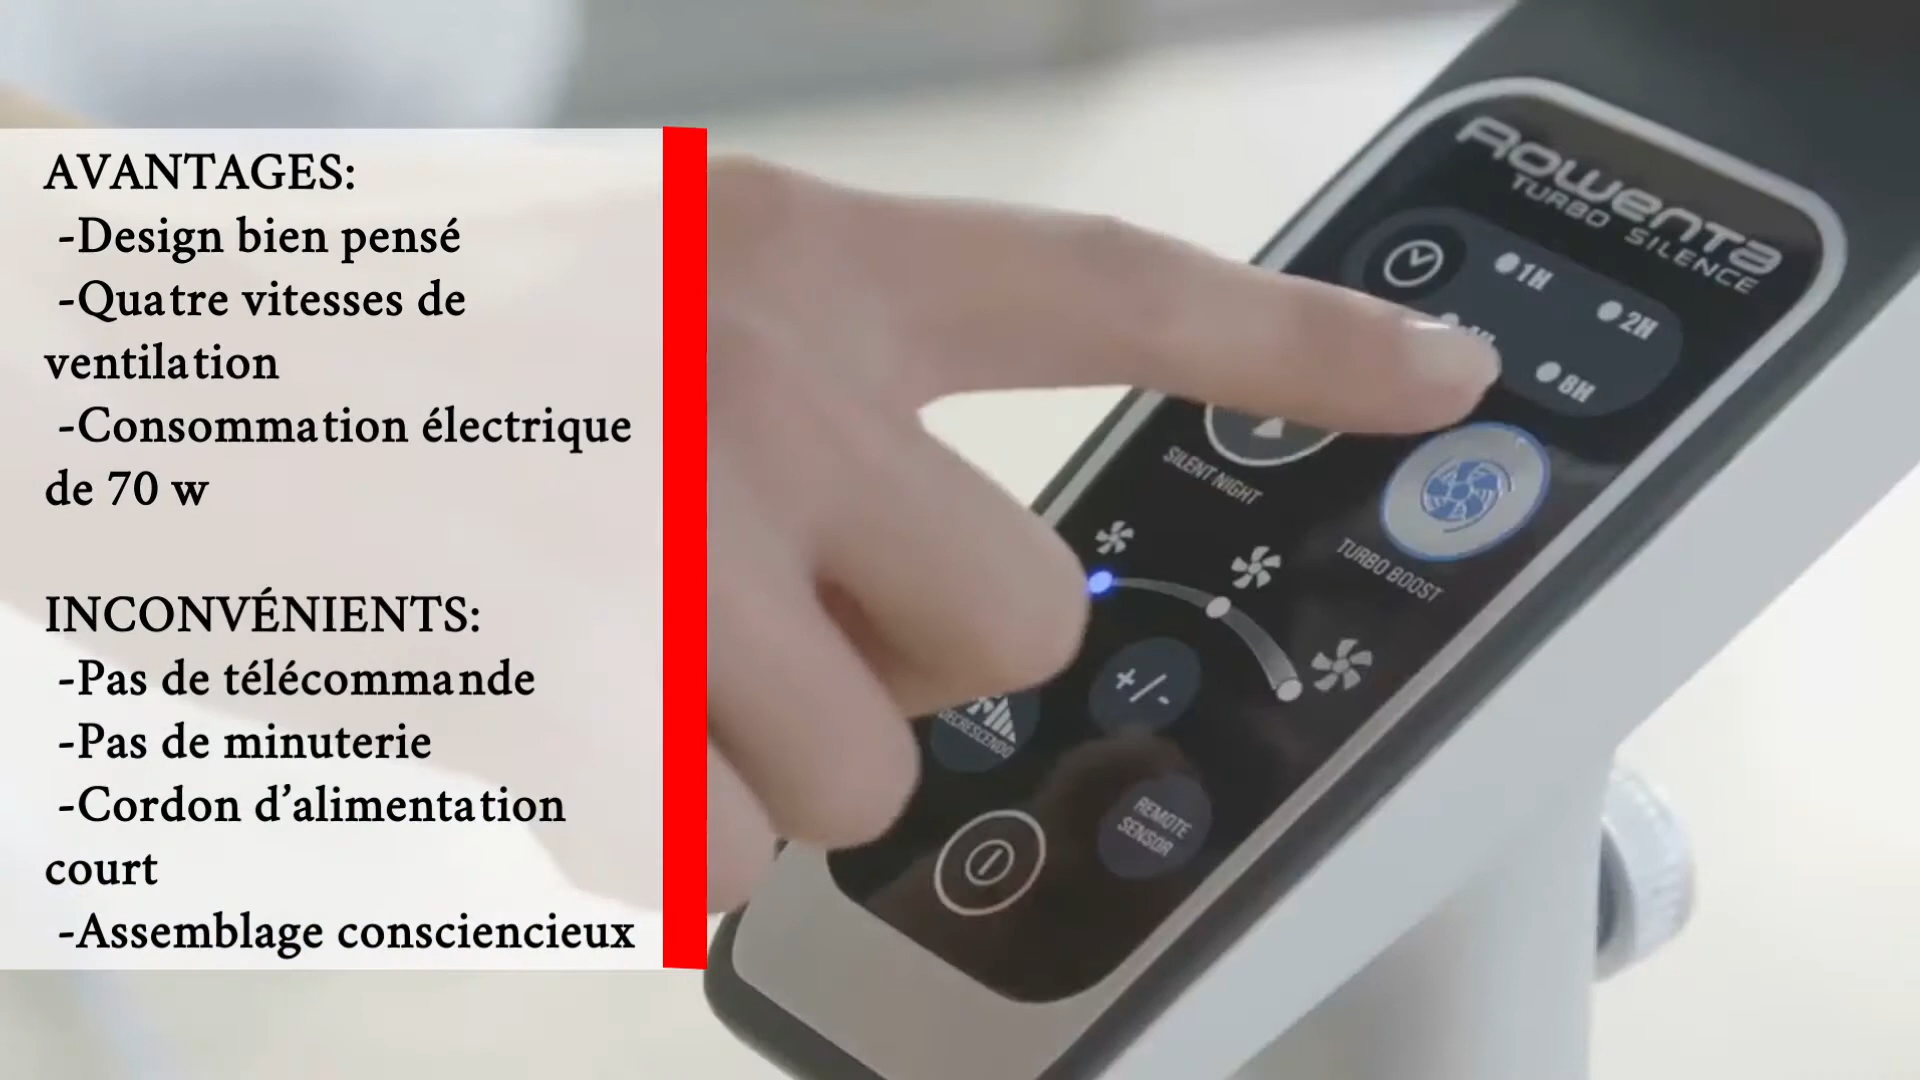 AVANTAGES:
-Design bien pensé
-Quatre vitesses de
ventilation
-Consommation électrique
de 70 w
INCONVÉNIENTS:
-Pas de télécommande
-Pas de minuterie
-Cordon d’alimentation
court
-Assemblage consciencieux
Rowenta
TURBO SILENCE
1H
2H
8H
SILENT NIGHT
TURBO BOOST
+/-
DECRESCENDO
REMOTE
SENSOR